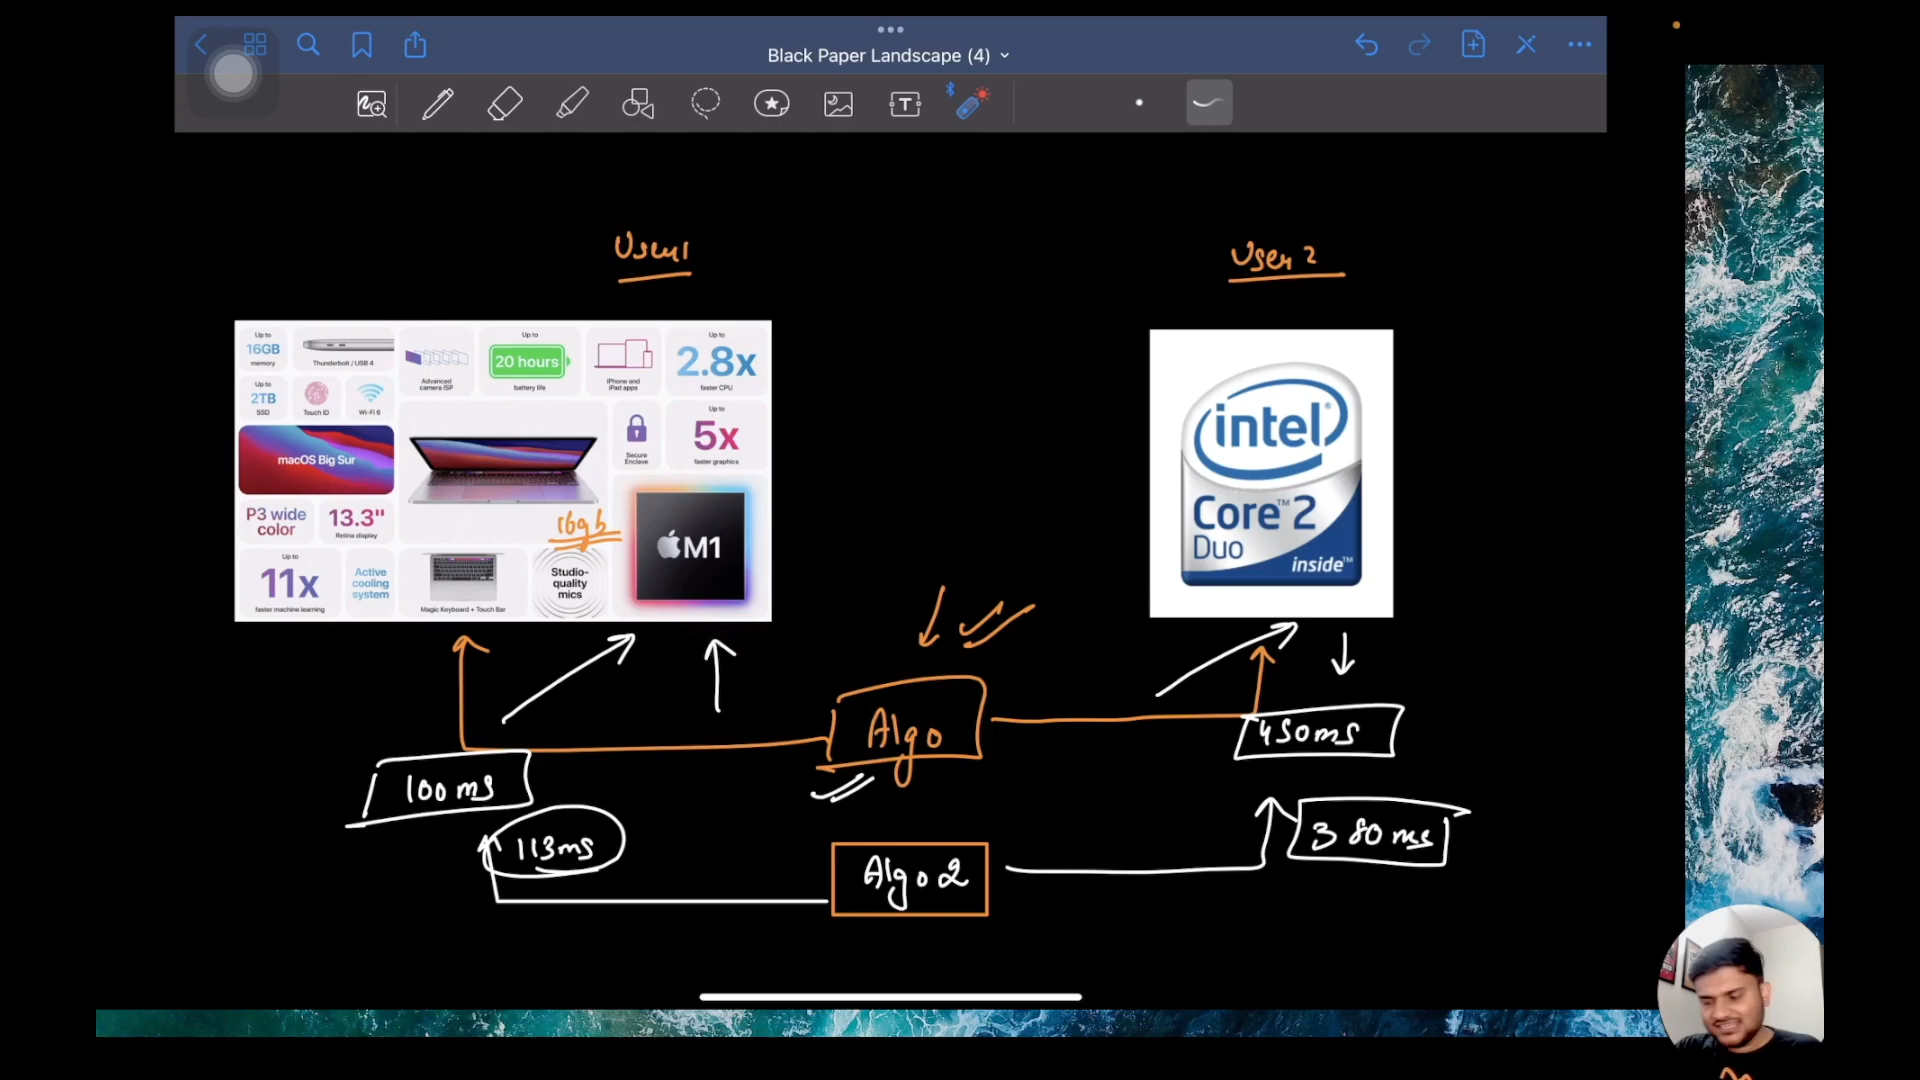 Black Paper Landscape (4)
User1
User 2
Up to
16GB
memory
Thunderbolt / USB 4
Up to
2TB
SSD
Touch ID
Wi-Fi 6
Advanced
camera ISP
Up to
20 hours
battery life
iPhone and
iPad apps
Up to
2.8x
faster CPU
Up to
5x
faster graphics
Secure
Enclave
macOS Big Sur
P3 wide
color
13.3"
Retina display
16gb
M1
Up to
11x
faster machine learning
Active
cooling
system
Magic Keyboard + Touch Bar
Studio-
quality
mics
intel®
Core™2
Duo
inside™
Algo
100 ms
450ms
113ms
Algo 2
380 ms